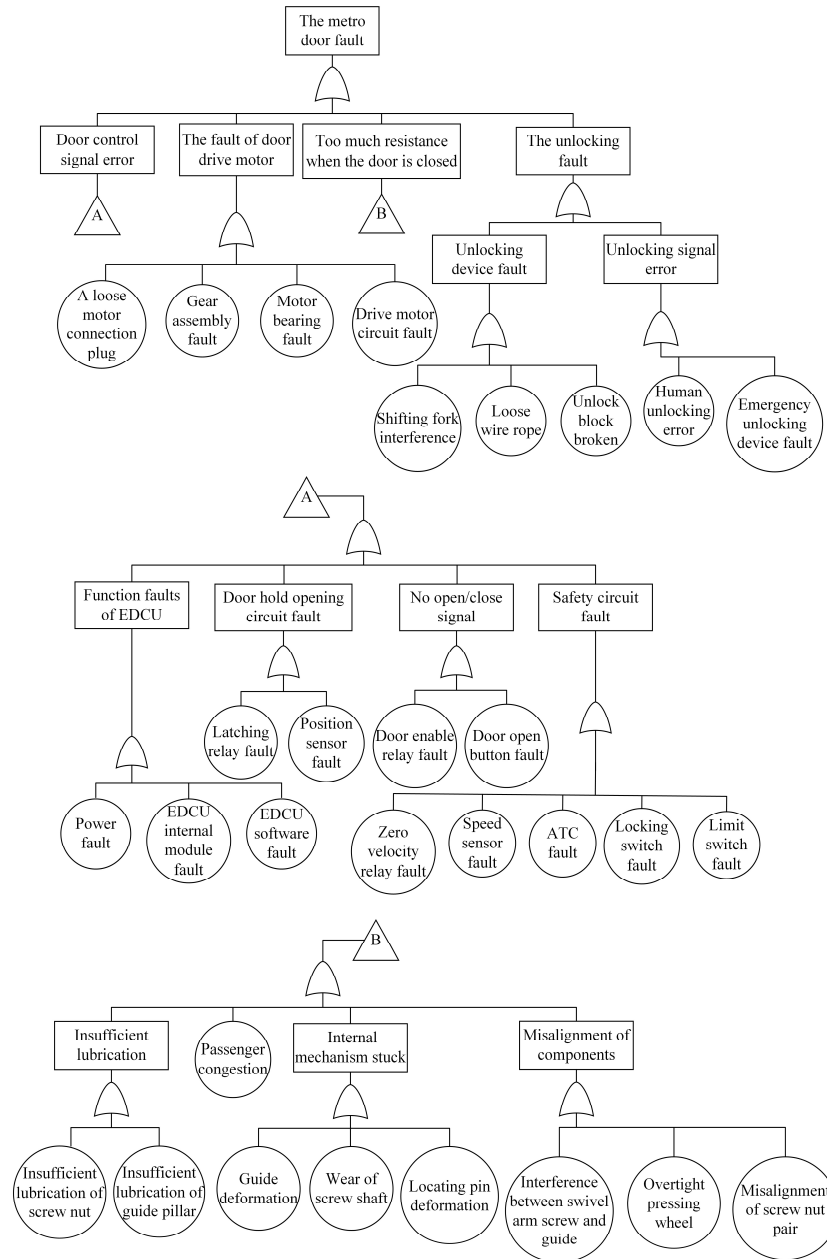 The metro
door fault
Door control
signal error
The fault of door
drive motor
Too much resistance
when the door is closed
The unlocking
fault
A
B
Unlocking
device fault
Unlocking signal
error
A loose
motor
connection
plug
Gear
assembly
fault
Motor
bearing
fault
Drive motor
circuit fault
Shifting fork
interference
Loose
wire rope
Unlock
block
broken
Human
unlocking
error
Emergency
unlocking
device fault
A
Function faults
of EDCU
Door hold opening
circuit fault
No open/close
signal
Safety circuit
fault
Latching
relay fault
Position
sensor
fault
Door enable
relay fault
Door open
button fault
Power
fault
EDCU
internal
module
fault
EDCU
software
fault
Zero
velocity
relay fault
Speed
sensor
fault
ATC
fault
Locking
switch
fault
Limit
switch
fault
B
Insufficient
lubrication
Passenger
congestion
Internal
mechanism stuck
Misalignment of
components
Insufficient
lubrication of
screw nut
Insufficient
lubrication of
guide pillar
Guide
deformation
Wear of
screw shaft
Locating pin
deformation
Interference
between swivel
arm screw and
guide
Overtight
pressing
wheel
Misalignment
of screw nut
pair